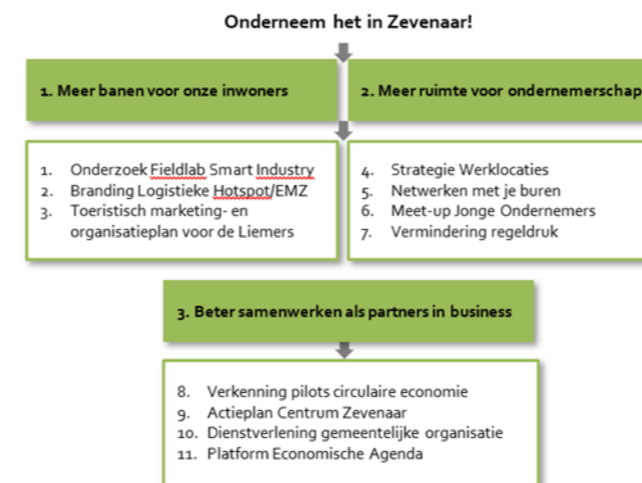 Onderneem het in Zevenaar!
1. Meer banen voor onze inwoners
2. Meer ruimte voor ondernemerschap
1. Onderzoek Fieldlab Smart Industry
2. Branding Logistieke Hotspot/EMZ
3. Toeristisch marketing- en
organisatieplan voor de Liemers
4. Strategie Werklocaties
5. Netwerken met je buren
6. Meet-up Jonge Ondernemers
7. Vermindering regeldruk
3. Beter samenwerken als partners in business
8. Verkenning pilots circulaire economie
9. Actieplan Centrum Zevenaar
10. Dienstverlening gemeentelijke organisatie
11. Platform Economische Agenda